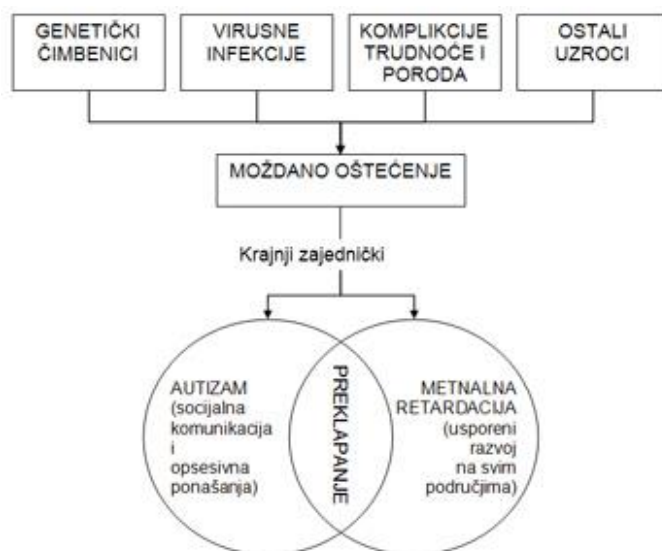 GENETIČKI
ČIMBENICI
VIRUSNE
INFEKCIJE
KOMPLIKCIJE
TRUDNOĆE I
PORODA
OSTALI
UZROCI
MOŽDANO OŠTEĆENJE
Krajnji zajednički
AUTIZAM
(socijalna
komunikacija
i
opsesivna
ponašanja)
PREKLAPANJE
METNALNA
RETARDACIJA
(usporeni
razvoj
na svim
područjima)